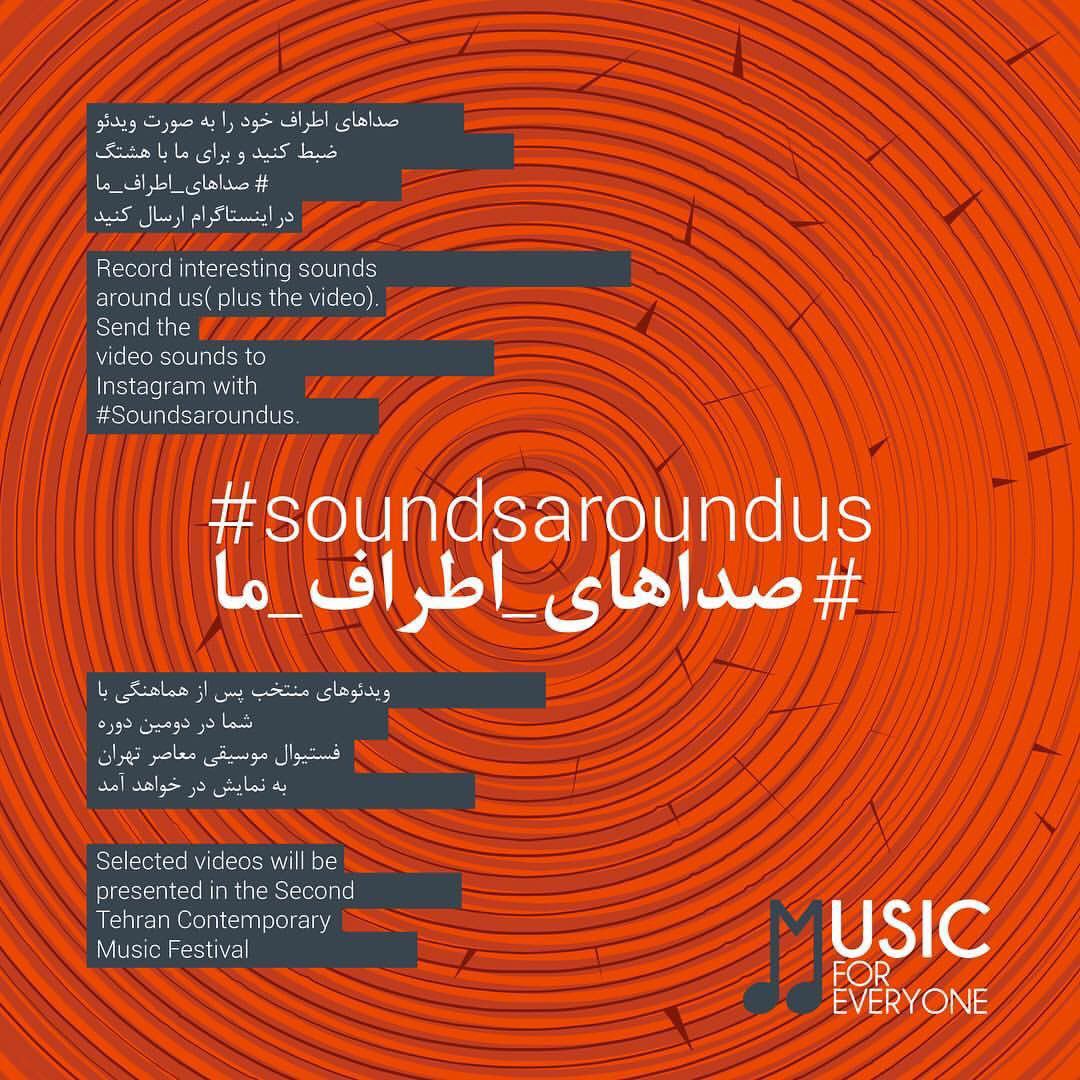 صداهای اطراف خود را به صورت ویدئو
ضبط کنید و برای ما با هشتگ
# صداهای_اطراف_ما
در اینستاگرام ارسال کنید
Record interesting sounds
around us( plus the video).
Send the
video sounds to
Instagram with
#Soundsaroundus.
#soundsaroundus
#صداهای_اطراف_ما
ویدئوهای منتخب پس از هماهنگی با
شما در دومین دوره
فستیوال موسیقی معاصر تهران
به نمایش در خواهد آمد
Selected videos will be
presented in the Second
Tehran Contemporary
Music Festival
MUSIC
FOR
EVERYONE